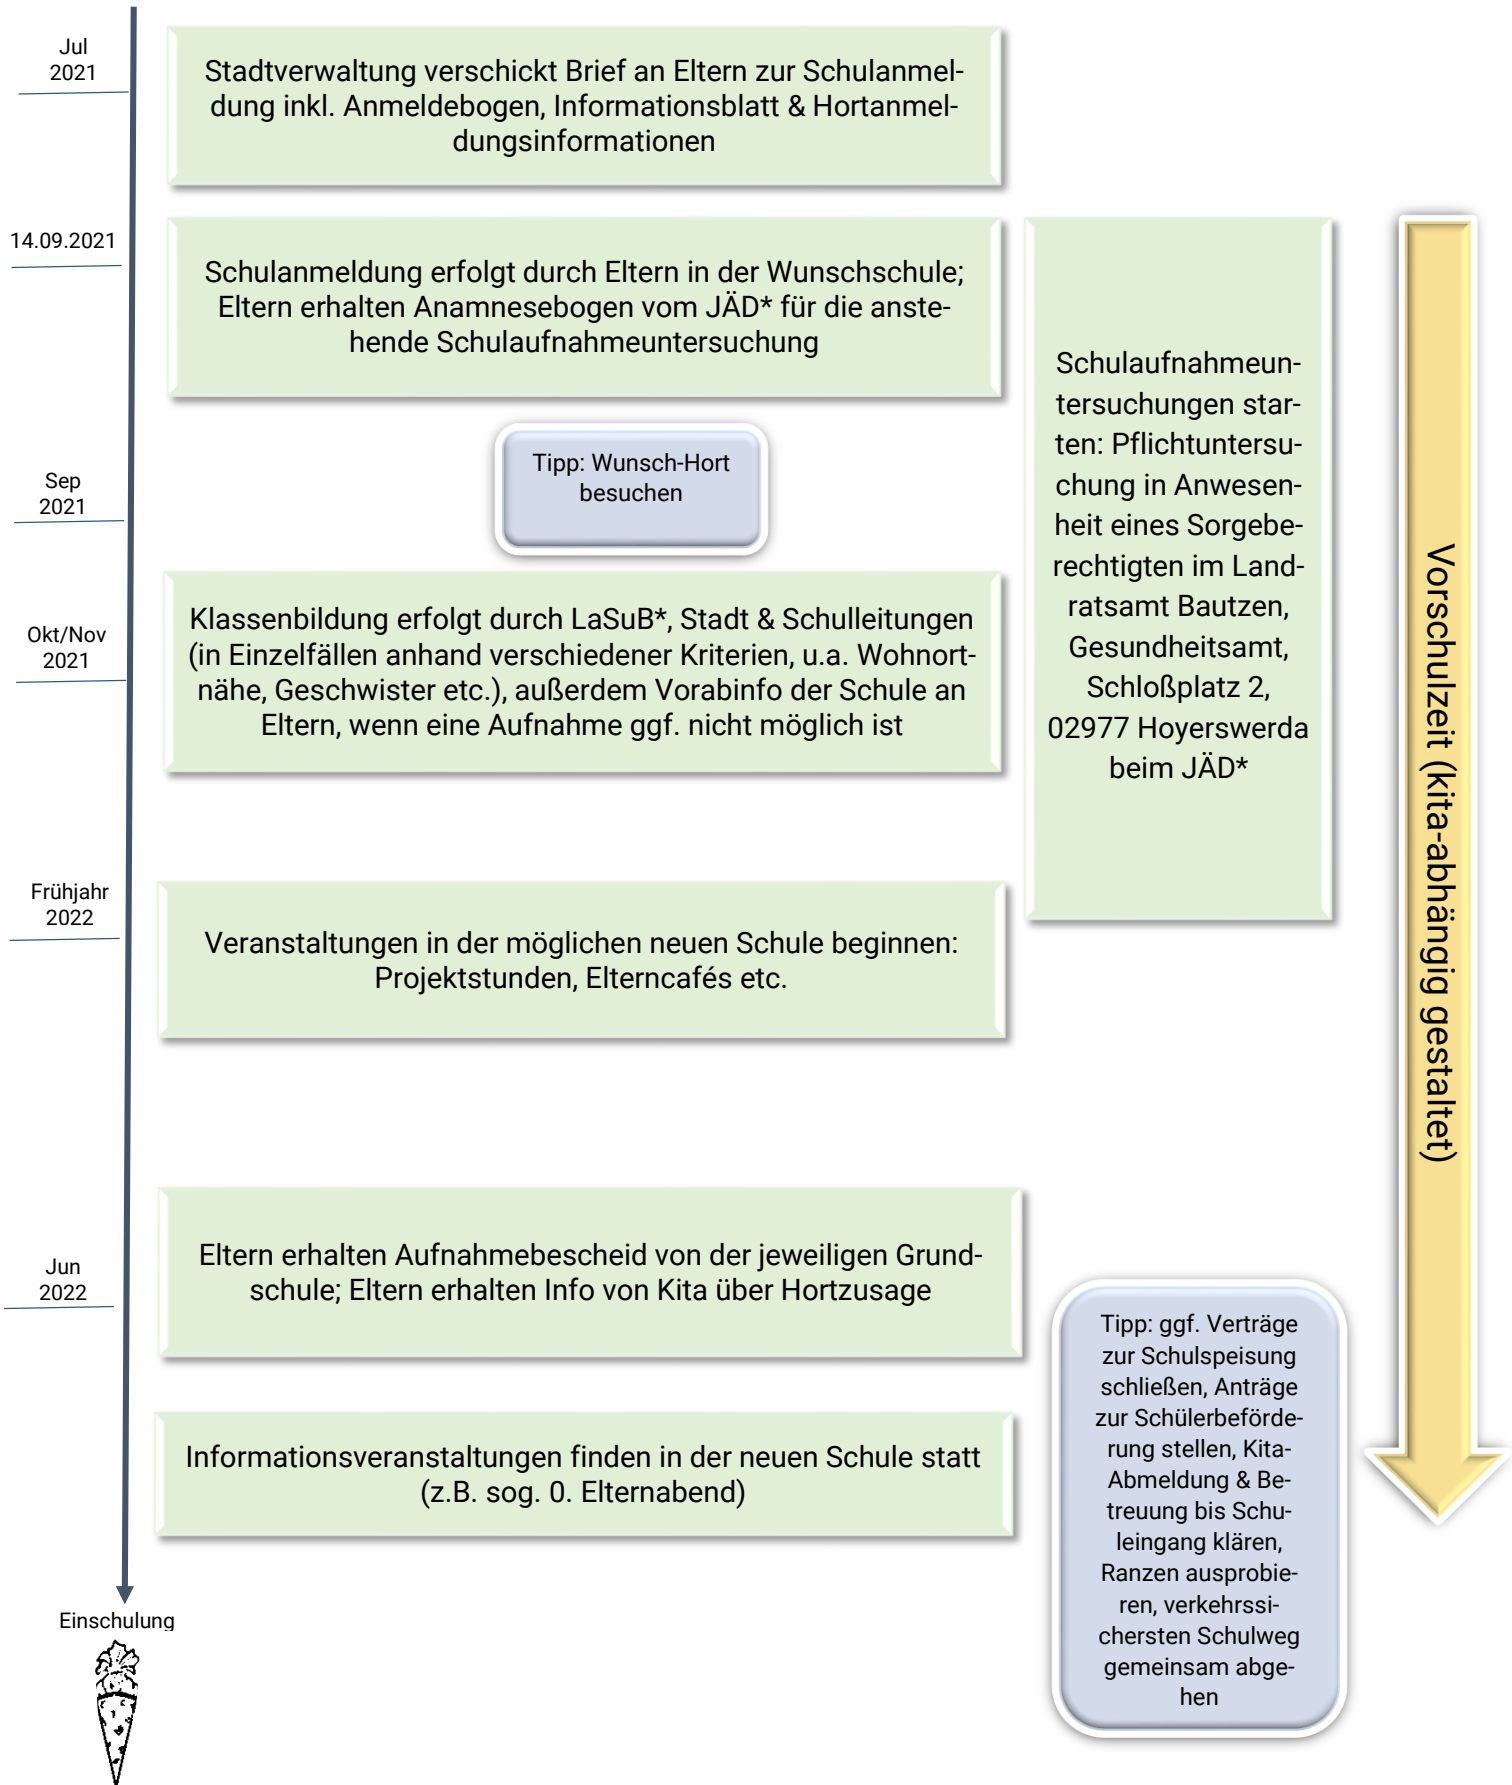 Jul
2021
Stadtverwaltung verschickt Brief an Eltern zur Schulanmel-
dung inkl. Anmeldebogen, Informationsblatt & Hortanmel-
dungsinformationen
14.09.2021
Schulanmeldung erfolgt durch Eltern in der Wunschschule;
Eltern erhalten Anamnesebogen vom JÄD* für die anste-
hende Schulaufnahmeuntersuchung
Schulaufnahmeun-
tersuchungen star-
ten: Pflichtuntersu-
chung in Anwesen-
heit eines Sorgebe-
rechtigten im Land-
ratsamt Bautzen,
Gesundheitsamt,
Schloßplatz 2,
02977 Hoyerswerda
beim JÄD*
Vorschulzeit (kita-abhängig gestaltet)
Sep
2021
Tipp: Wunsch-Hort
besuchen
Okt/Nov
2021
Klassenbildung erfolgt durch LaSuB*, Stadt & Schulleitungen
(in Einzelfällen anhand verschiedener Kriterien, u.a. Wohnort-
nähe, Geschwister etc.), außerdem Vorabinfo der Schule an
Eltern, wenn eine Aufnahme ggf. nicht möglich ist
Frühjahr
2022
Veranstaltungen in der möglichen neuen Schule beginnen:
Projektstunden, Elterncafés etc.
Jun
2022
Eltern erhalten Aufnahmebescheid von der jeweiligen Grund-
schule; Eltern erhalten Info von Kita über Hortzusage
Tipp: ggf. Verträge
zur Schulspeisung
schließen, Anträge
zur Schülerbeförde-
rung stellen, Kita-
Abmeldung & Be-
treuung bis Schu-
leingang klären,
Ranzen ausprobie-
ren, verkehrssi-
chersten Schulweg
gemeinsam abge-
hen
Informationsveranstaltungen finden in der neuen Schule statt
(z.B. sog. 0. Elternabend)
Einschulung